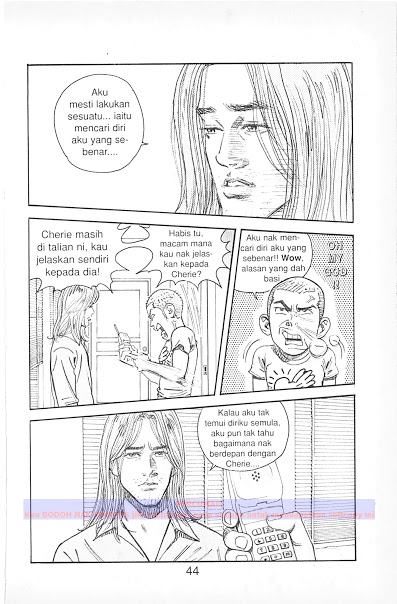 Aku
mesti lakukan
sesuatu... iaitu
mencari diri
aku yang se-
benar....
Cherie masih
di talian ni, kau
jelaskan sendiri
kepada dia!
Habis tu,
macam mana
kau nak jelas-
kan kepada
Cherie?
Aku nak men-
cari diri aku yang
sebenar!! Wow,
alasan yang dah
basi.
OH
MY
GOD
!!
Kalau aku tak
temui diriku semula,
aku pun tak tahu
bagaimana nak
berdepan dengan
Cherie...
44